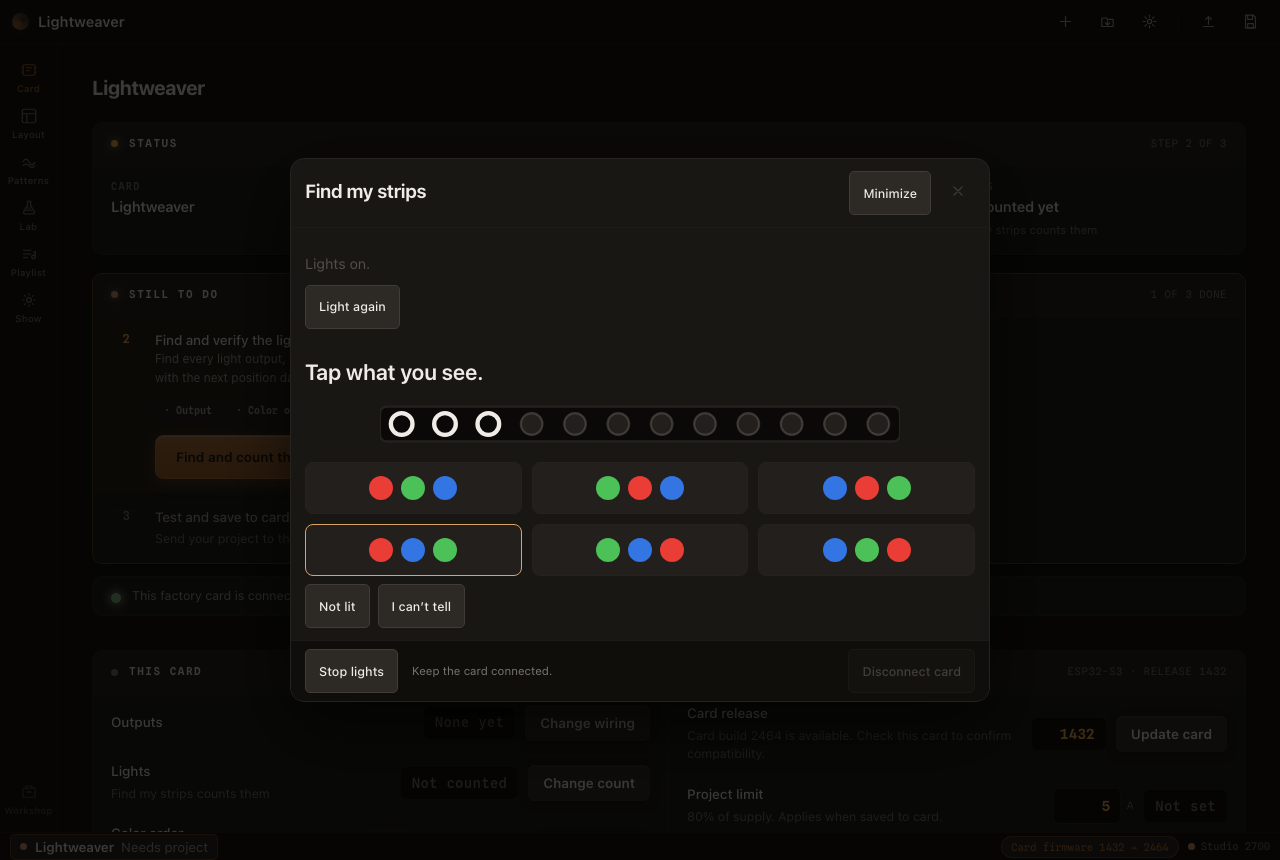 Lightweaver
Card
Layout
Patterns
Lab
Playlist
Show
Workshop
Lightweaver
STATUS
STEP 2 OF 3
CARD
Lightweaver
ounted yet
strips counts them
STILL TO DO
1 OF 3 DONE
2
Find and verify the lig
Find every light output,
with the next position da
· Output · Color o
Find and count th
3
Test and save to card
Send your project to th
This factory card is connec
Find my strips
Minimize
Lights on.
Light again
Tap what you see.
Not lit
I can't tell
Stop lights
Keep the card connected.
Disconnect card
THIS CARD
ESP32-S3 · RELEASE 1432
Outputs
None yet
Change wiring
Lights
Find my strips counts them
Not counted
Change count
Card release
Card build 2464 is available. Check this card to confirm
compatibility.
1432
Update card
Project limit
80% of supply. Applies when saved to card.
5 A
Not set
Lightweaver Needs project
Card firmware 1432 → 2464
Studio 2700